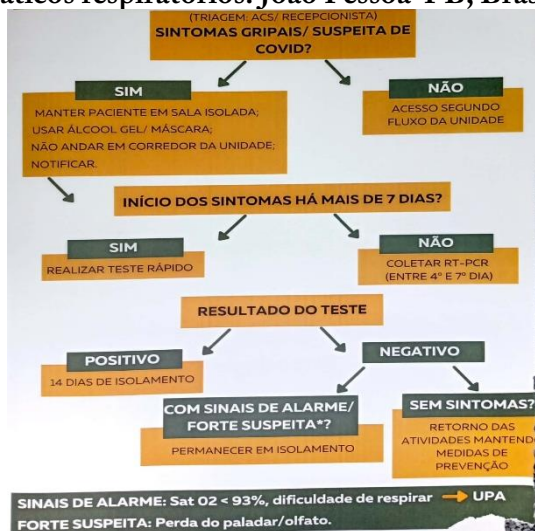 respiratórios. João Pessoa-PB,
(TRIAGEM: ACS/ RECEPCIONISTA)
SINTOMAS GRIPAIS/ SUSPEITA DE
COVID?
SIM
MANTER PACIENTE EM SALA ISOLADA;
USAR ÁLCOOL GEL/ MÁSCARA;
NÃO ANDAR EM CORREDOR DA UNIDADE;
NOTIFICAR.
NÃO
ACESSO SEGUNDO
FLUXO DA UNIDADE
INÍCIO DOS SINTOMAS HÁ MAIS DE 7 DIAS?
SIM
REALIZAR TESTE RÁPIDO
NÃO
COLETAR RT-PCR
(ENTRE 4º E 7º DIA)
RESULTADO DO TESTE
POSITIVO
14 DIAS DE ISOLAMENTO
NEGATIVO
COM SINAIS DE ALARME/
FORTE SUSPEITA*?
PERMANECER EM ISOLAMENTO
SEM SINTOMAS?
RETORNO DAS
ATIVIDADES MANTENDO
MEDIDAS DE
PREVENÇÃO
SINAIS DE ALARME: Sat 02 < 93%, dificuldade de respirar UPA
FORTE SUSPEITA: Perda do paladar/olfato.